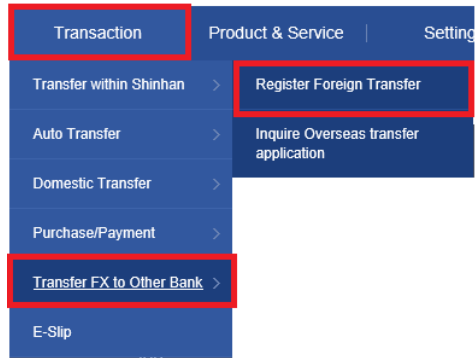 Transaction
Product & Service
Setting
Transfer within Shinhan
Auto Transfer
Domestic Transfer
Purchase/Payment
Transfer FX to Other Bank
E-Slip
Register Foreign Transfer
Inquire Overseas transfer
application